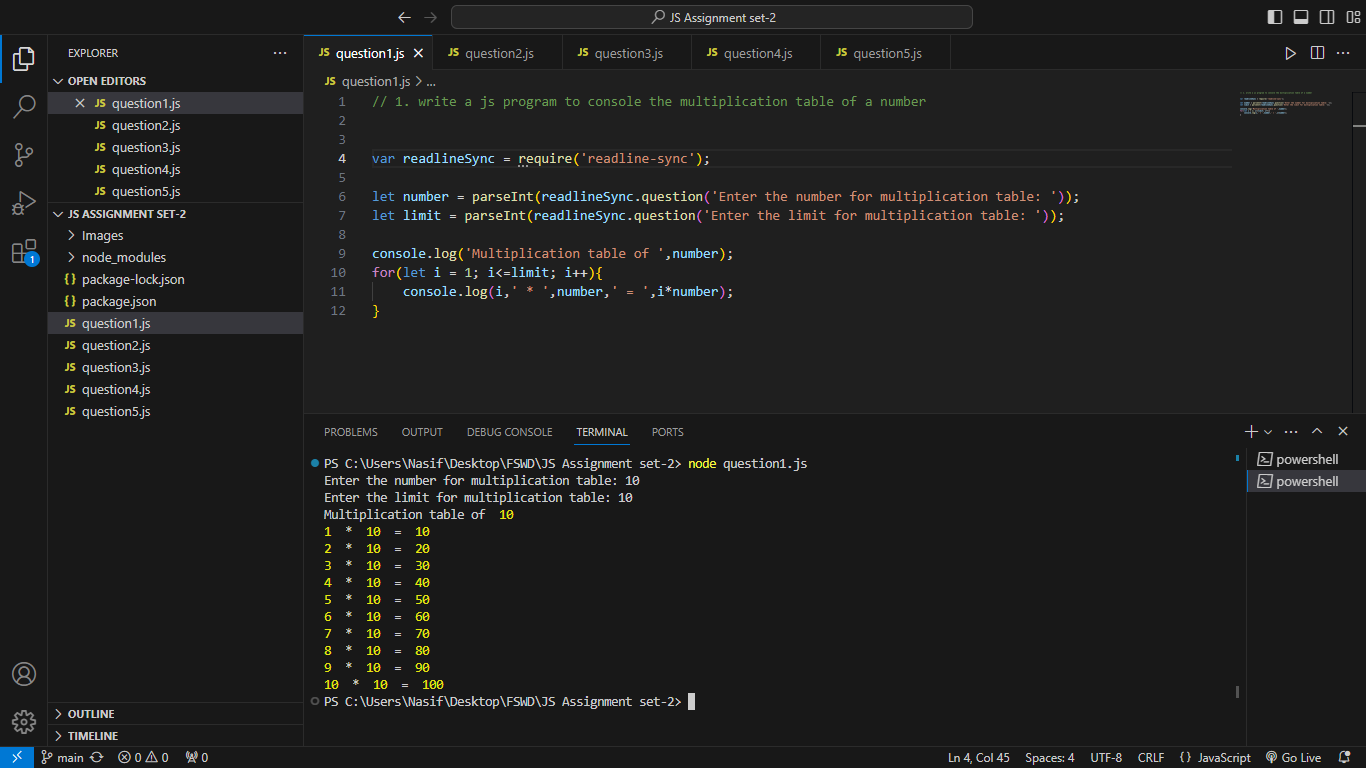 JS Assignment set-2
EXPLORER
OPEN EDITORS
JS question1.js
JS question2.js
JS question3.js
JS question4.js
JS question5.js
JS ASSIGNMENT SET-2
Images
node_modules
{} package-lock.json
{} package.json
JS question1.js
JS question2.js
JS question3.js
JS question4.js
JS question5.js
OUTLINE
TIMELINE
1
JS question1.js JS question2.js JS question3.js JS question4.js JS question5.js
JS question1.js > ...
1 // 1. write a js program to console the multiplication table of a number
2
3
4 var readlineSync = require('readline-sync');
5
6 let number = parseInt(readlineSync.question('Enter the number for multiplication table: '));
7 let limit = parseInt(readlineSync.question('Enter the limit for multiplication table: '));
8
9 console.log('Multiplication table of ',number);
10 for(let i = 1; i<=limit; i++){
11 console.log(i,' * ',number,' = ',i*number);
12 }
PROBLEMS OUTPUT DEBUG CONSOLE TERMINAL PORTS
PS C:\Users\Nasif\Desktop\FSWD\JS Assignment set-2> node question1.js
Enter the number for multiplication table: 10
Enter the limit for multiplication table: 10
Multiplication table of  10
1  *  10  =  10
2  *  10  =  20
3  *  10  =  30
4  *  10  =  40
5  *  10  =  50
6  *  10  =  60
7  *  10  =  70
8  *  10  =  80
9  *  10  =  90
10  *  10  =  100
PS C:\Users\Nasif\Desktop\FSWD\JS Assignment set-2>
powershell
powershell
main 0 0 0 Ln 4, Col 45 Spaces: 4 UTF-8 CRLF {} JavaScript Go Live